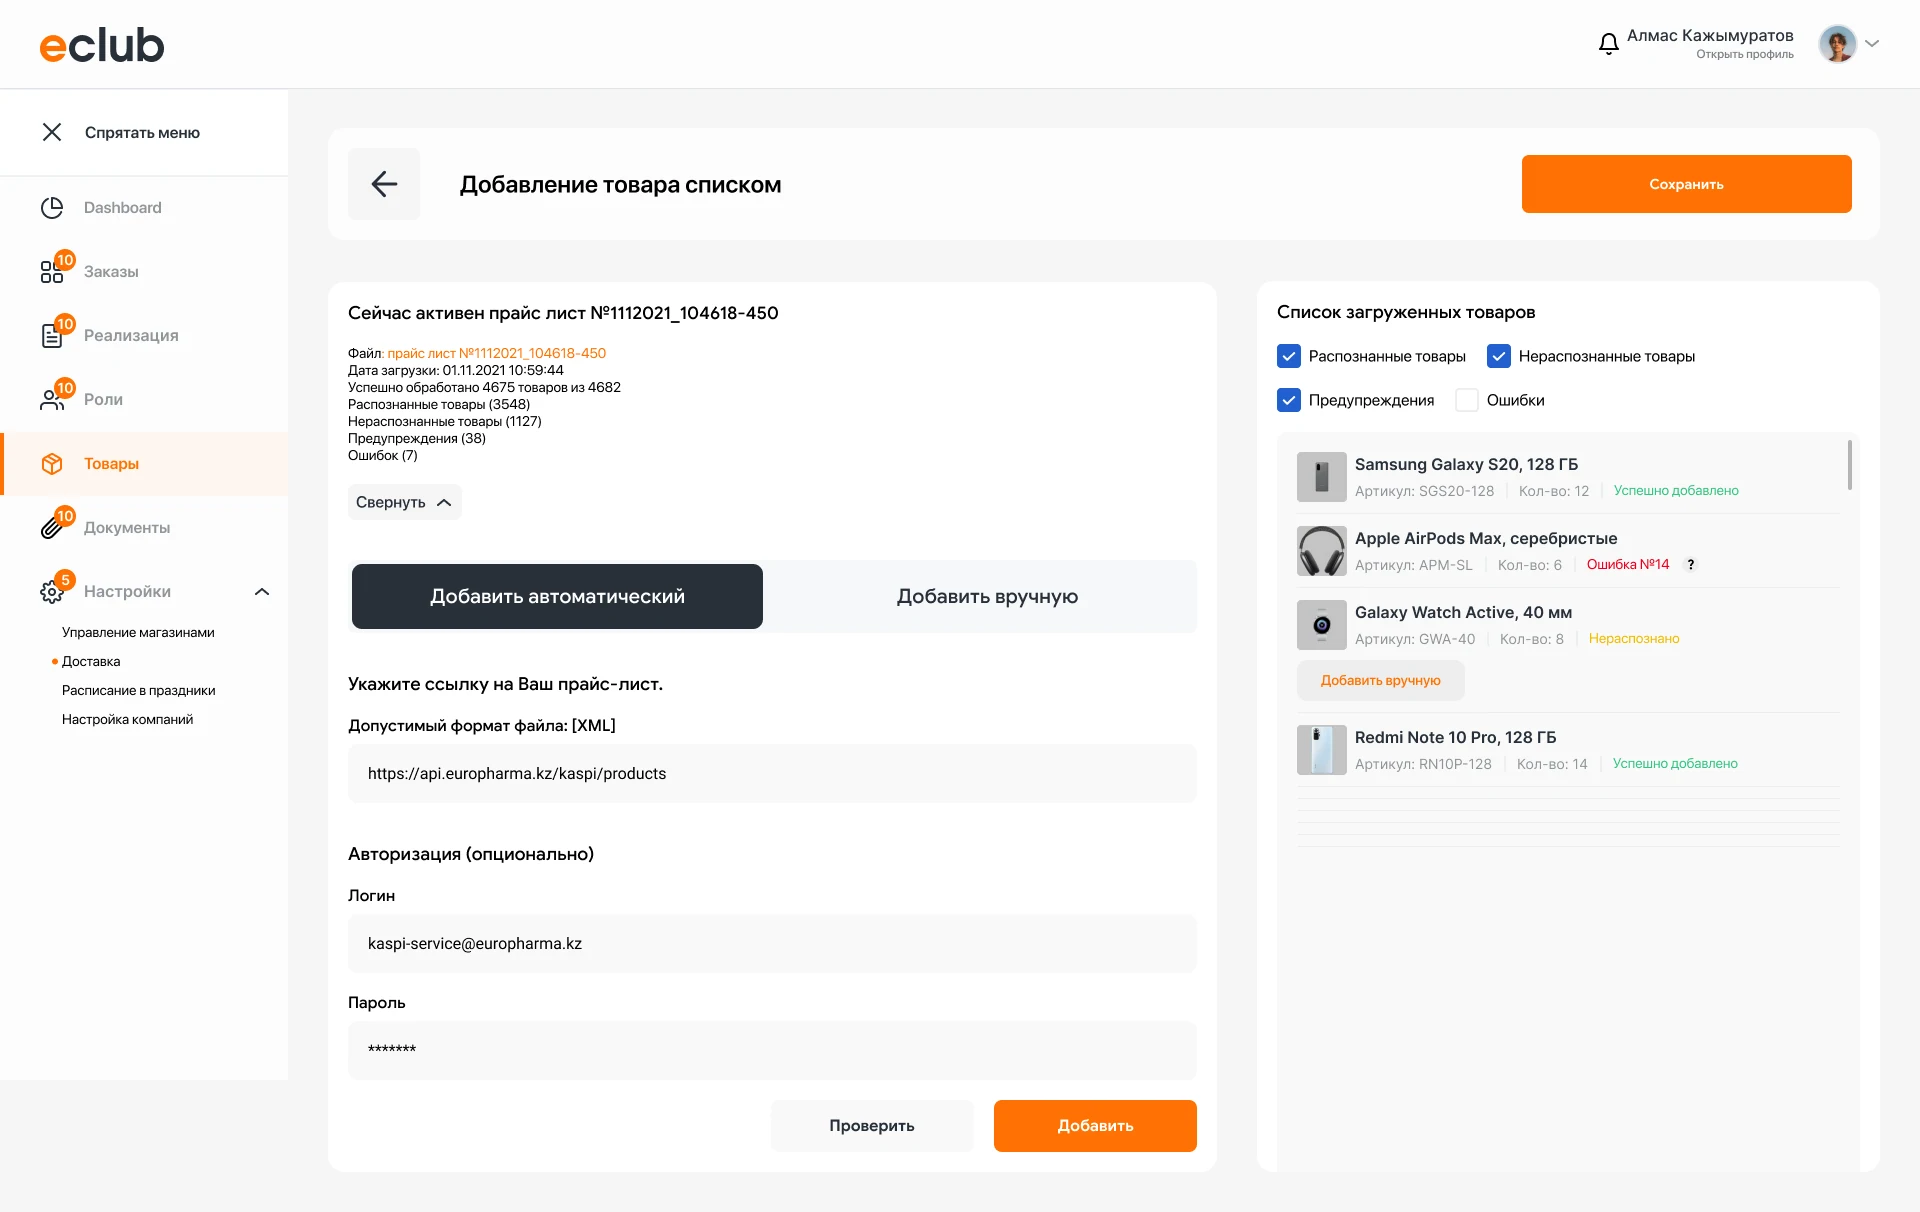 eclub
Алмас Кажымуратов
Открыть профиль
Спрятать меню
Dashboard
10
Заказы
10
Реализация
10
Роли
Товары
10
Документы
5
Настройки
Управление магазинами
Доставка
Расписание в праздники
Настройка компаний
Добавление товара списком
Сохранить
Сейчас активен прайс лист №1112021_104618-450
Файл: прайс лист №1112021_104618-450
Дата загрузки: 01.11.2021 10:59:44
Успешно обработано 4675 товаров из 4682
Распознанные товары (3548)
Нераспознанные товары (1127)
Предупреждения (38)
Ошибок (7)
Свернуть
Добавить автоматический
Добавить вручную
Укажите ссылку на Ваш прайс-лист.
Допустимый формат файла: [XML]
https://api.europharma.kz/kaspi/products
Авторизация (опционально)
Логин
kaspi-service@europharma.kz
Пароль
*******
Проверить
Добавить
Список загруженных товаров
Распознанные товары
Нераспознанные товары
Предупреждения
Ошибки
Samsung Galaxy S20, 128 ГБ
Артикул: SGS20-128
Кол-во: 12
Успешно добавлено
Apple AirPods Max, серебристые
Артикул: APM-SL
Кол-во: 6
Ошибка №14
?
Galaxy Watch Active, 40 мм
Артикул: GWA-40
Кол-во: 8
Нераспознано
Добавить вручную
Redmi Note 10 Pro, 128 ГБ
Артикул: RN10P-128
Кол-во: 14
Успешно добавлено